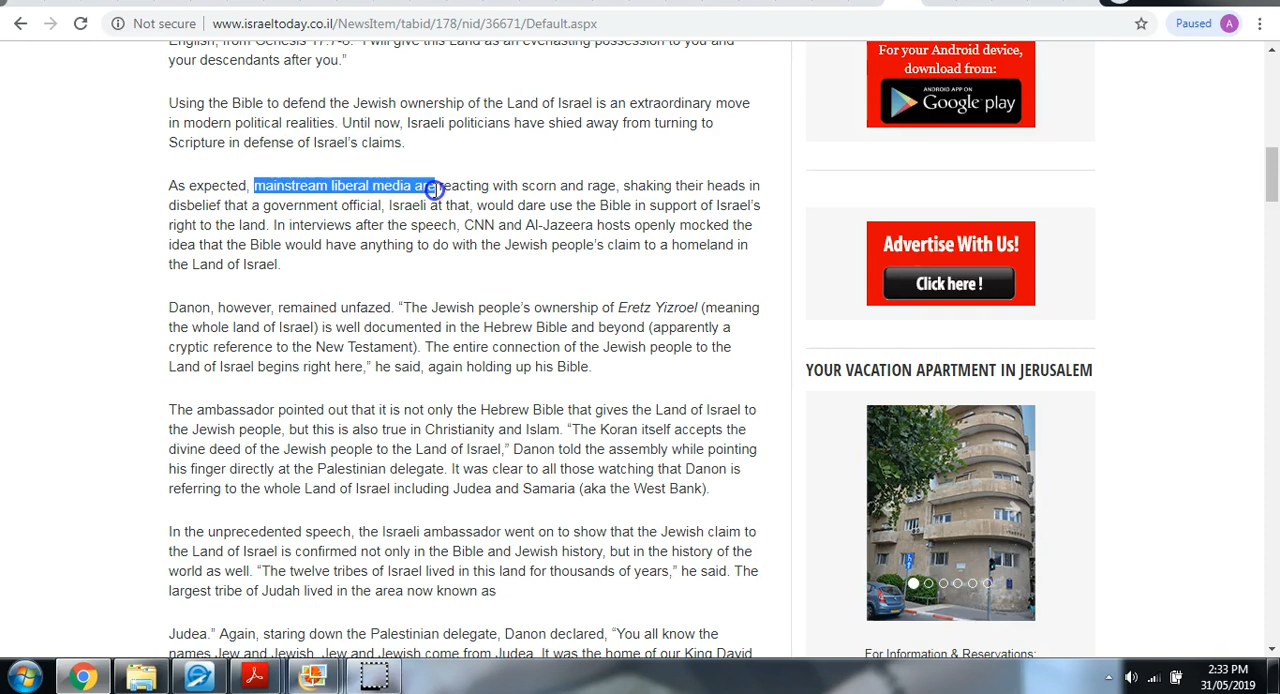 Not secure
www.israeltoday.co.il/NewsItem/tabid/178/nid/36671/Default.aspx
Paused
A
English, from Genesis 17:7-8: “I will give this Land as an everlasting possession to you and
your descendants after you.”
Using the Bible to defend the Jewish ownership of the Land of Israel is an extraordinary move
in modern political realities. Until now, Israeli politicians have shied away from turning to
Scripture in defense of Israel’s claims.
As expected, mainstream liberal media are reacting with scorn and rage, shaking their heads in
disbelief that a government official, Israeli at that, would dare use the Bible in support of Israel’s
right to the land. In interviews after the speech, CNN and Al-Jazeera hosts openly mocked the
idea that the Bible would have anything to do with the Jewish people’s claim to a homeland in
the Land of Israel.
Danon, however, remained unfazed. “The Jewish people’s ownership of Eretz Yizroel (meaning
the whole land of Israel) is well documented in the Hebrew Bible and beyond (apparently a
cryptic reference to the New Testament). The entire connection of the Jewish people to the
Land of Israel begins right here,” he said, again holding up his Bible.
The ambassador pointed out that it is not only the Hebrew Bible that gives the Land of Israel to
the Jewish people, but this is also true in Christianity and Islam. “The Koran itself accepts the
divine deed of the Jewish people to the Land of Israel,” Danon told the assembly while pointing
his finger directly at the Palestinian delegate. It was clear to all those watching that Danon is
referring to the whole Land of Israel including Judea and Samaria (aka the West Bank).
In the unprecedented speech, the Israeli ambassador went on to show that the Jewish claim to
the Land of Israel is confirmed not only in the Bible and Jewish history, but in the history of the
world as well. “The twelve tribes of Israel lived in this land for thousands of years,” he said. The
largest tribe of Judah lived in the area now known as
Judea.” Again, staring down the Palestinian delegate, Danon declared, “You all know the
names Jew and Jewish. Jew and Jewish come from Judea. It was the home of our King David
For your Android device,
download from:
ANDROID APP ON
Google play
Advertise With Us!
Click here !
YOUR VACATION APARTMENT IN JERUSALEM
For Information & Reservations:
2:33 PM
31/05/2019